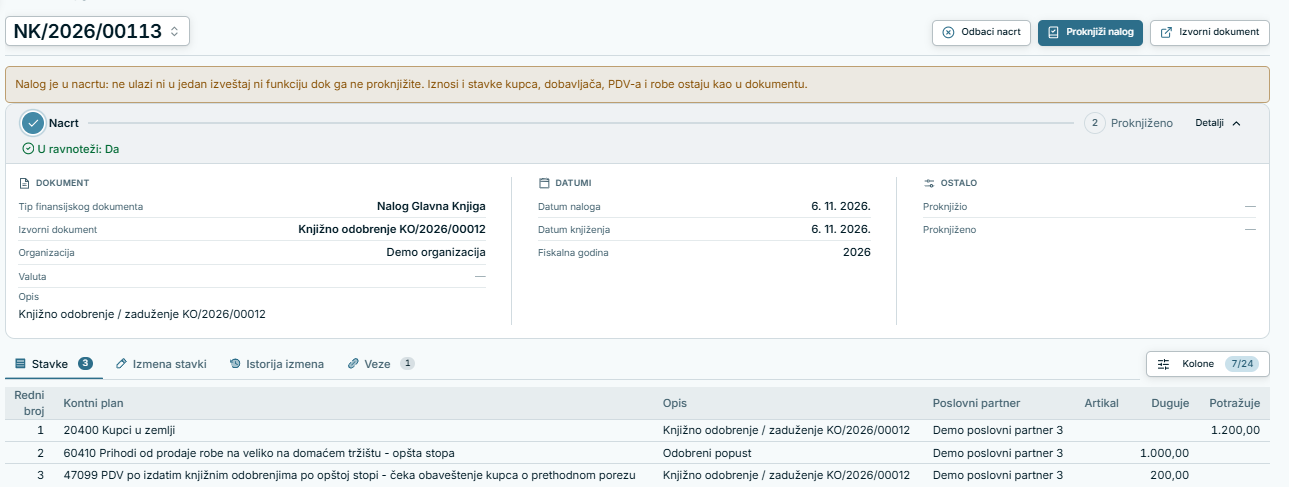 NK/2026/00113
Odbaci nacrt
Proknjiži nalog
Izvorni dokument
Nalog je u nacrtu: ne ulazi ni u jedan izveštaj ni funkciju dok ga ne proknjižite. Iznosi i stavke kupca, dobavljača, PDV-a i robe ostaju kao u dokumentu.
Nacrt
2 Proknjiženo
Detalji
U ravnoteži: Da
DOKUMENT
Tip finansijskog dokumenta Nalog Glavna Knjiga
Izvorni dokument Knjižno odobrenje KO/2026/00012
Organizacija Demo organizacija
Valuta —
Opis
Knjižno odobrenje / zaduženje KO/2026/00012
DATUMI
Datum naloga 6. 11. 2026.
Datum knjiženja 6. 11. 2026.
Fiskalna godina 2026
OSTALO
Proknjižio —
Proknjiženo —
Stavke 3
Izmena stavki
Istorija izmena
Veze 1
Kolone 7/24
Redni broj Kontni plan Opis Poslovni partner Artikal Duguje Potražuje
1 20400 Kupci u zemlji Knjižno odobrenje / zaduženje KO/2026/00012 Demo poslovni partner 3 1.200,00
2 60410 Prihodi od prodaje robe na veliko na domaćem tržištu - opšta stopa Odobreni popust Demo poslovni partner 3 1.000,00
3 47099 PDV po izdatim knjižnim odobrenjima po opštoj stopi - čeka obaveštenje kupca o prethodnom porezu Knjižno odobrenje / zaduženje KO/2026/00012 Demo poslovni partner 3 200,00